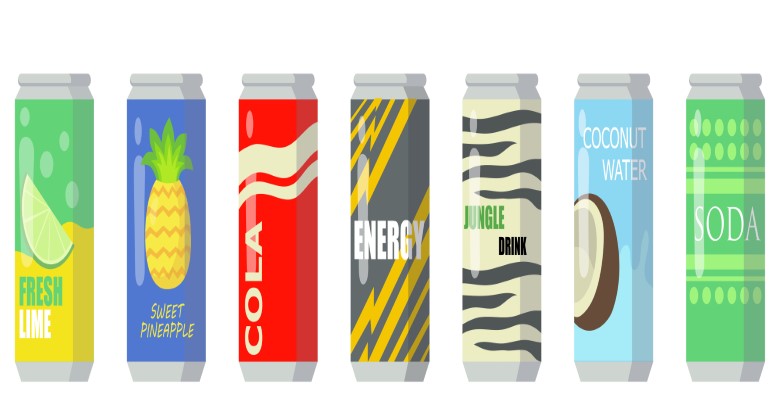 FRESH
LIME
SWEET
PINEAPPLE
COLA
ENERGY
JUNGLE
DRINK
COCONUT
WATER
SODA